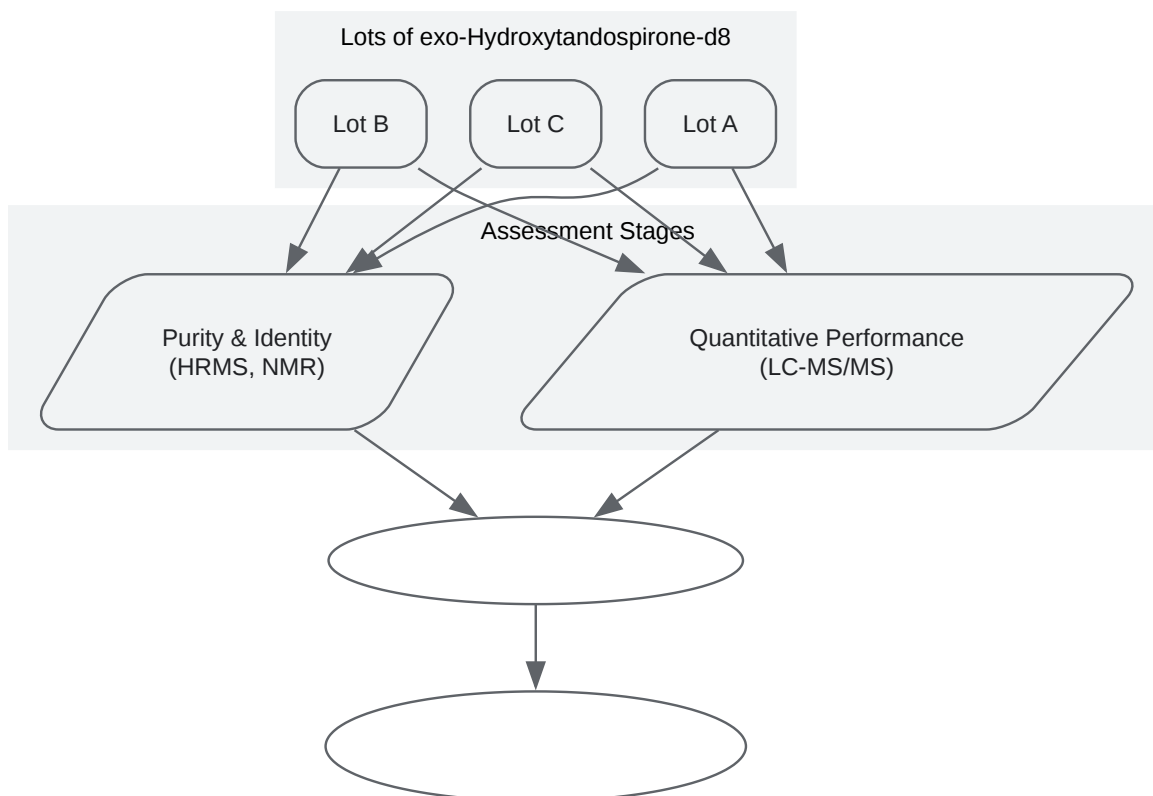 Lots of exo-Hydroxytandospirone-d8
Lot B
Lot C
Lot A
Assessment Stages
Purity & Identity
(HRMS, NMR)
Quantitative Performance
(LC-MS/MS)